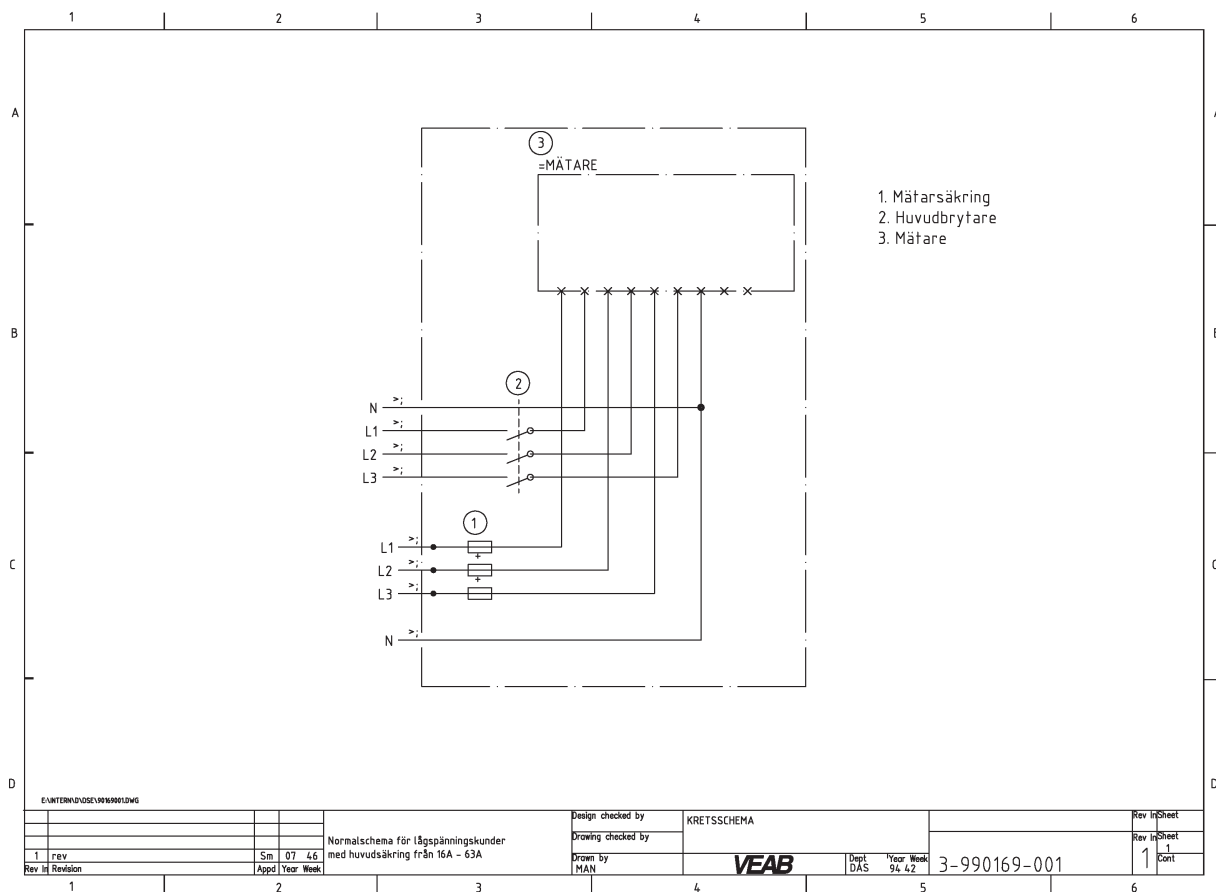 1 2 3 4 5 6
A A
3
=MÄTARE
1. Mätarsäkring
2. Huvudbrytare
3. Mätare
B B
2
N >;
L1 >;
L2 >;
L3 >;
1
L1 >;
C C
L2 >;
L3 >;
N >;
D D
E:\INTERN\D\DSE\90169001.DWG
Normalschema för lågspänningskunder
med huvudsäkring från 16A - 63A
1 rev Sm 07 46
Rev In Revision Appd Year Week
Design checked by
Drawing checked by
Drawn by
MAN
KRETSSCHEMA
VEAB
Dept Year Week
DAS 94 42
3-990169-001
Rev In Sheet
Rev In Sheet
1 1
Cont
1 2 3 4 5 6